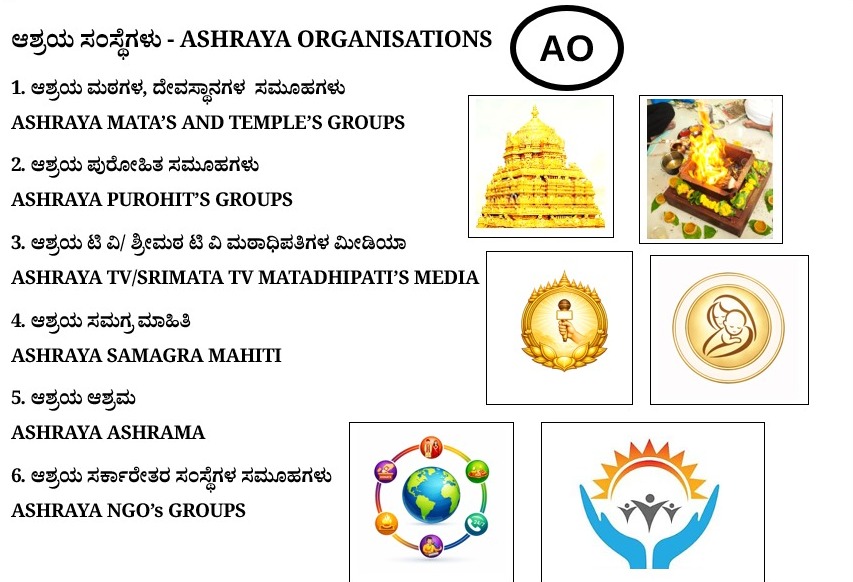 ಆಶ್ರಯ ಸಂಸ್ಥೆಗಳು - ASHRAYA ORGANISATIONS
AO
1. ಆಶ್ರಯ ಮಠಗಳ, ದೇವಸ್ಥಾನಗಳ ಸಮೂಹಗಳು
ASHRAYA MATA’S AND TEMPLE’S GROUPS
2. ಆಶ್ರಯ ಪುರೋಹಿತ ಸಮೂಹಗಳು
ASHRAYA PUROHIT’S GROUPS
3. ಆಶ್ರಯ ಟಿ ವಿ/ ಶ್ರೀಮಠ ಟಿ ವಿ ಮಠಾಧಿಪತಿಗಳ ಮೀಡಿಯಾ
ASHRAYA TV/SRIMATA TV MATADHIPATI’S MEDIA
4. ಆಶ್ರಯ ಸಮಗ್ರ ಮಾಹಿತಿ
ASHRAYA SAMAGRA MAHITI
5. ಆಶ್ರಯ ಆಶ್ರಮ
ASHRAYA ASHRAMA
6. ಆಶ್ರಯ ಸರ್ಕಾರೇತರ ಸಂಸ್ಥೆಗಳ ಸಮೂಹಗಳು
ASHRAYA NGO’s GROUPS